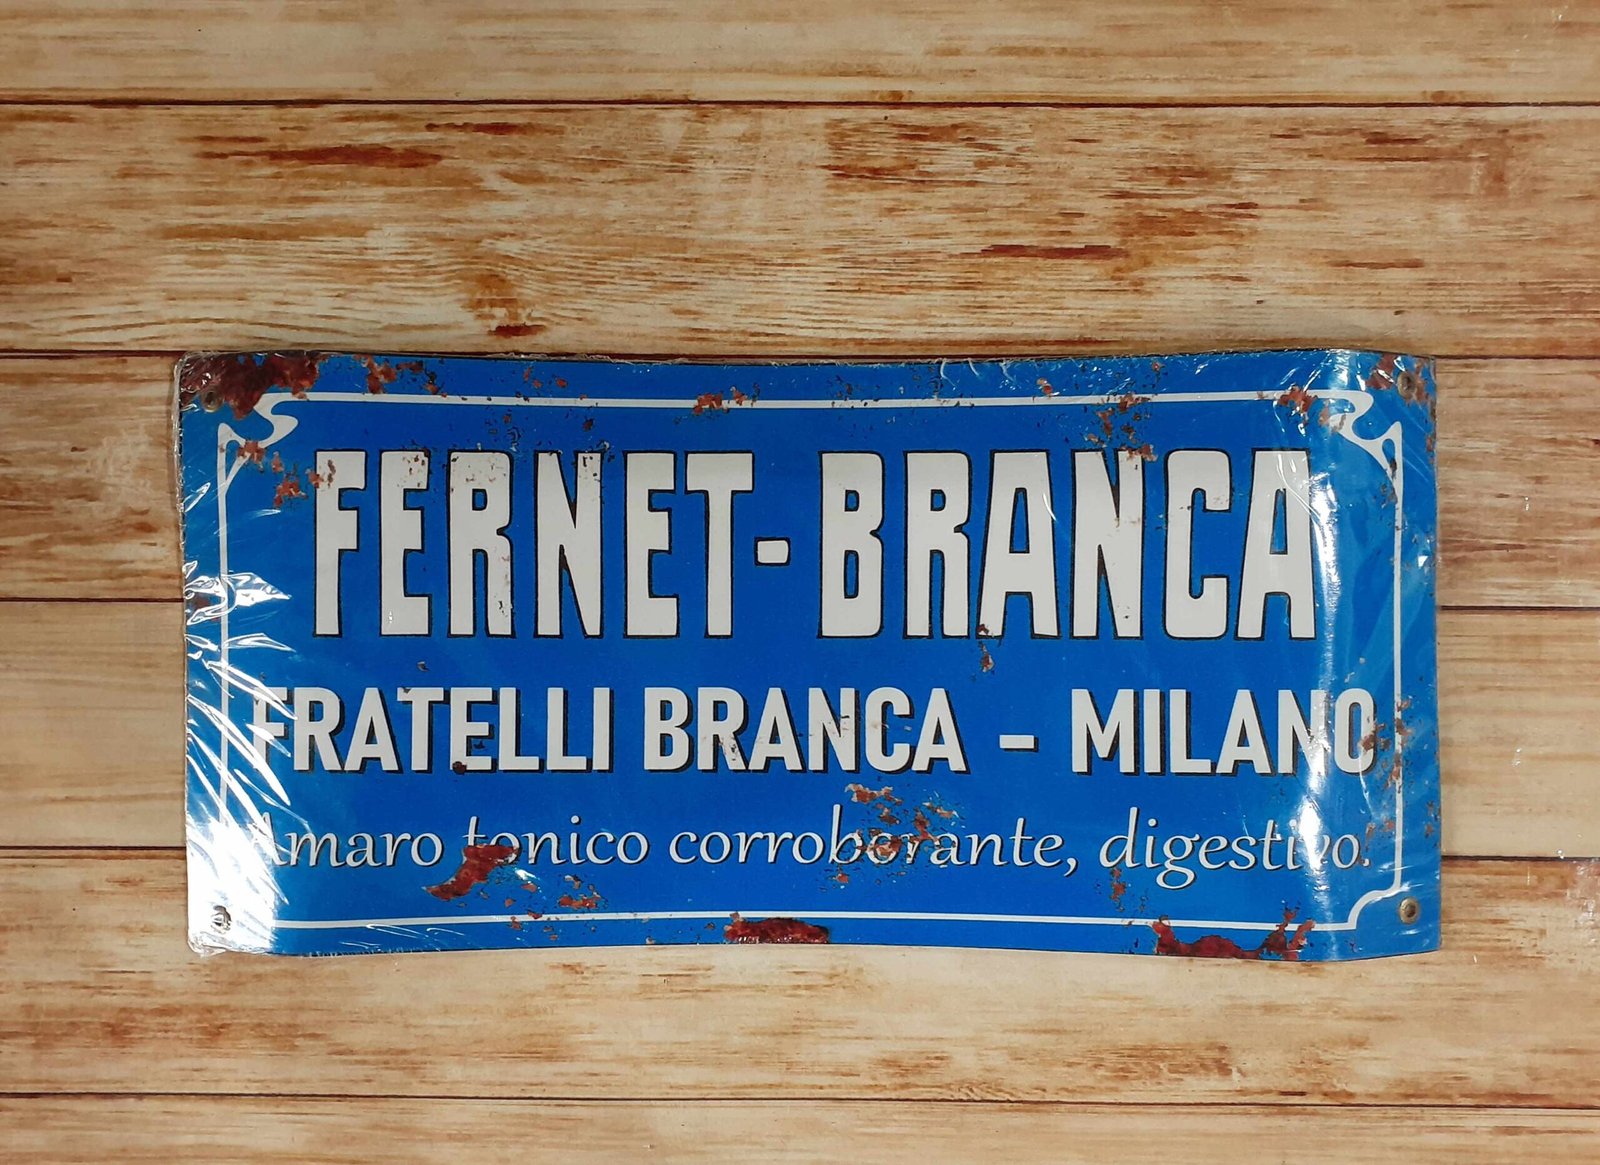 FERNET-BRANCA
FRATELLI BRANCA - MILANO
Amaro tonico corroborante, digestivo.